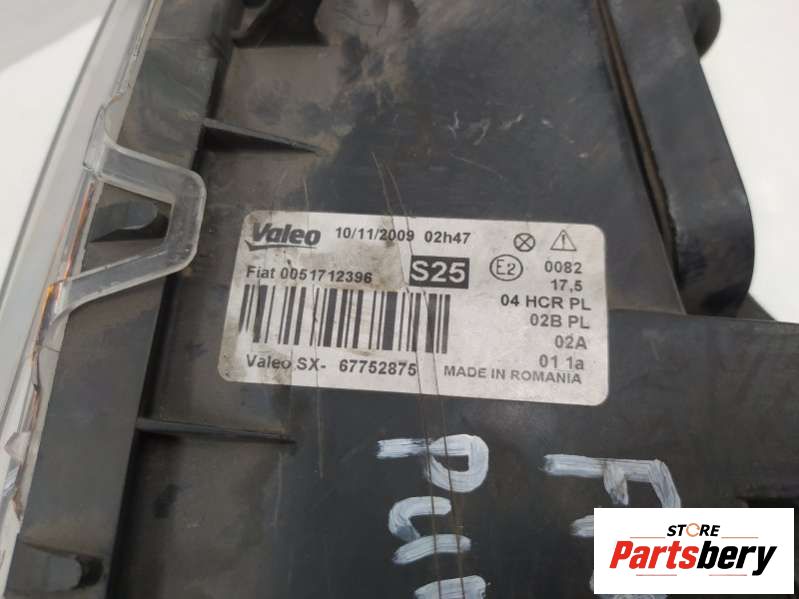 Valeo 10/11/2009 02h47
Fiat 0051712396 S25 E2 0082
17,5
04 HCR PL
02B PL
02A
01 1a
Valeo SX- 67752875 MADE IN ROMANIA
STORE
Partsbery